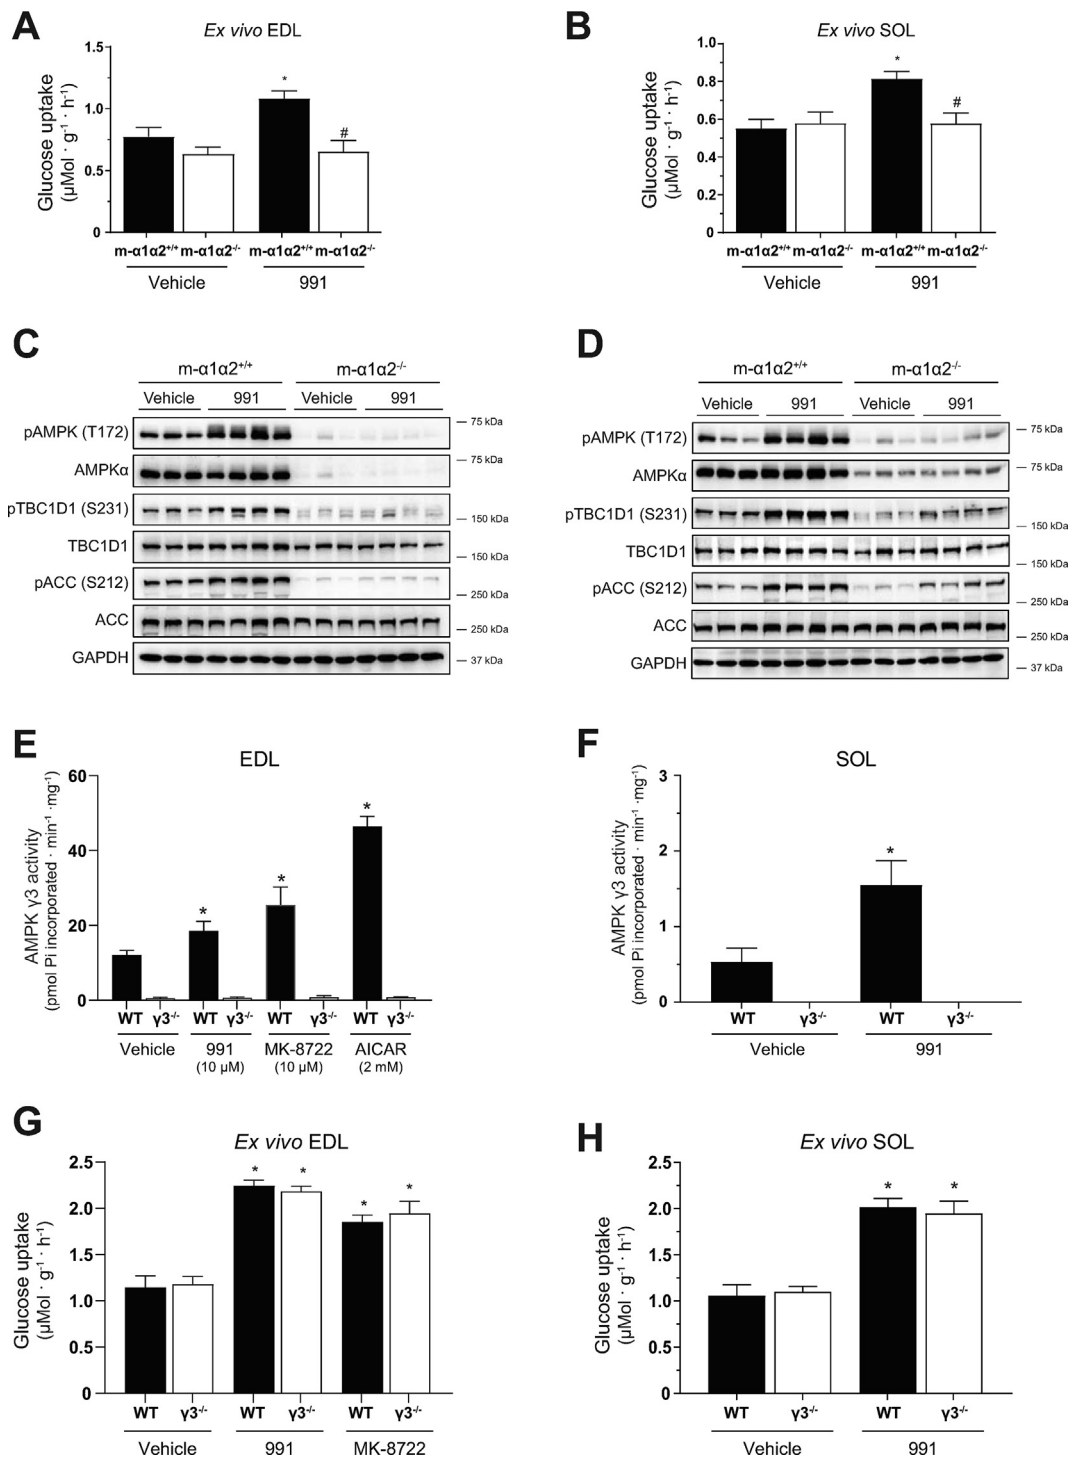 A
Ex vivo EDL
Glucose uptake
(µMol · g⁻¹ · h⁻¹)
1.5
1.0
0.5
0
*
#
m-α1α2⁺/⁺ m-α1α2⁻/⁻ m-α1α2⁺/⁺ m-α1α2⁻/⁻
Vehicle 991
B
Ex vivo SOL
Glucose uptake
(µMol · g⁻¹ · h⁻¹)
1.0
0.8
0.6
0.4
0.2
0
*
#
m-α1α2⁺/⁺ m-α1α2⁻/⁻ m-α1α2⁺/⁺ m-α1α2⁻/⁻
Vehicle 991
C
m-α1α2⁺/⁺ m-α1α2⁻/⁻
Vehicle 991 Vehicle 991
pAMPK (T172) 75 kDa
AMPKα 75 kDa
pTBC1D1 (S231) 150 kDa
TBC1D1 150 kDa
pACC (S212) 250 kDa
ACC 250 kDa
GAPDH 37 kDa
D
m-α1α2⁺/⁺ m-α1α2⁻/⁻
Vehicle 991 Vehicle 991
pAMPK (T172) 75 kDa
AMPKα 75 kDa
pTBC1D1 (S231) 150 kDa
TBC1D1 150 kDa
pACC (S212) 250 kDa
ACC 250 kDa
GAPDH 37 kDa
E
EDL
AMPK γ3 activity
(pmol Pi incorporated · min⁻¹ ·mg⁻¹)
60
40
20
0
*
*
*
WT γ3⁻/⁻ WT γ3⁻/⁻ WT γ3⁻/⁻ WT γ3⁻/⁻
Vehicle 991 MK-8722 AICAR
(10 µM) (10 µM) (2 mM)
F
SOL
AMPK γ3 activity
(pmol Pi incorporated · min⁻¹ ·mg⁻¹)
3
2
1
0
*
WT γ3⁻/⁻ WT γ3⁻/⁻
Vehicle 991
G
Ex vivo EDL
Glucose uptake
(µMol · g⁻¹ · h⁻¹)
2.5
2.0
1.5
1.0
0.5
0
* * * *
WT γ3⁻/⁻ WT γ3⁻/⁻ WT γ3⁻/⁻
Vehicle 991 MK-8722
H
Ex vivo SOL
Glucose uptake
(µMol · g⁻¹ · h⁻¹)
2.5
2.0
1.5
1.0
0.5
0
* *
WT γ3⁻/⁻ WT γ3⁻/⁻
Vehicle 991